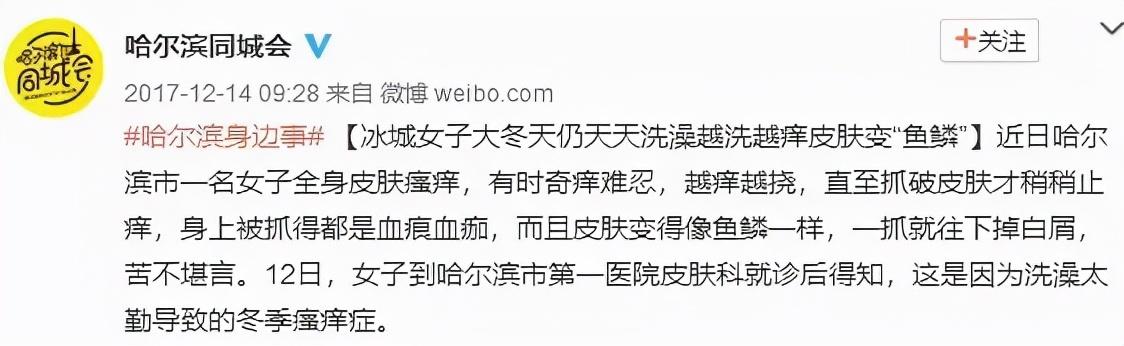 哈尔滨同城会
+关注
哈尔滨
同城会
2017-12-14 09:28 来自 微博 weibo.com
#哈尔滨身边事# 【冰城女子大冬天仍天天洗澡越洗越痒皮肤变“鱼鳞”】近日哈尔
滨市一名女子全身皮肤瘙痒，有时奇痒难忍，越痒越挠，直至抓破皮肤才稍稍止
痒，身上被抓得都是血痕血痂，而且皮肤变得像鱼鳞一样，一抓就往下掉白屑，
苦不堪言。12日，女子到哈尔滨市第一医院皮肤科就诊后得知，这是因为洗澡太
勤导致的冬季瘙痒症。